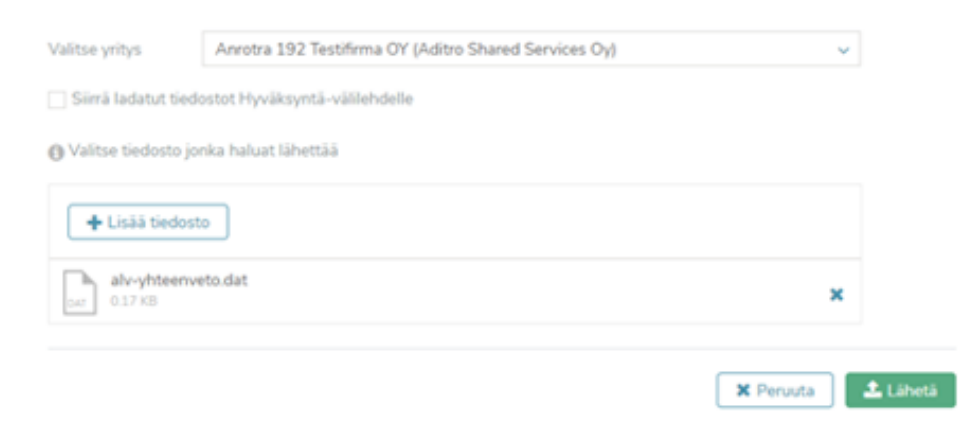 Valitse yritys Anrotra 192 Testifirma OY (Aditro Shared Services Oy)
Siirrä ladatut tiedostot Hyväksyntä-välilehdelle
Valitse tiedosto jonka haluat lähettää
Lisää tiedosto
alv-yhteenveto.dat
DAT 0.17 KB
Peruuta Lähetä